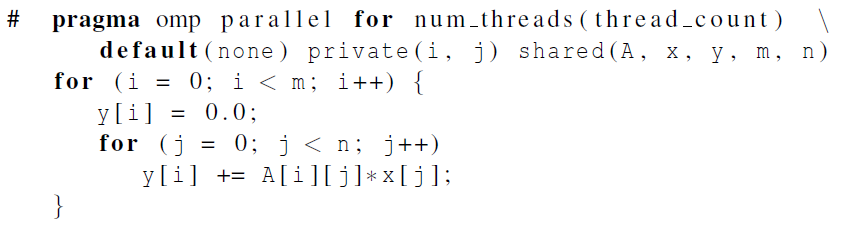 # pragma omp parallel for num_threads(thread_count) \
default(none) private(i, j) shared(A, x, y, m, n)
for (i = 0; i < m; i++) {
y[i] = 0.0;
for (j = 0; j < n; j++)
y[i] += A[i][j]*x[j];
}